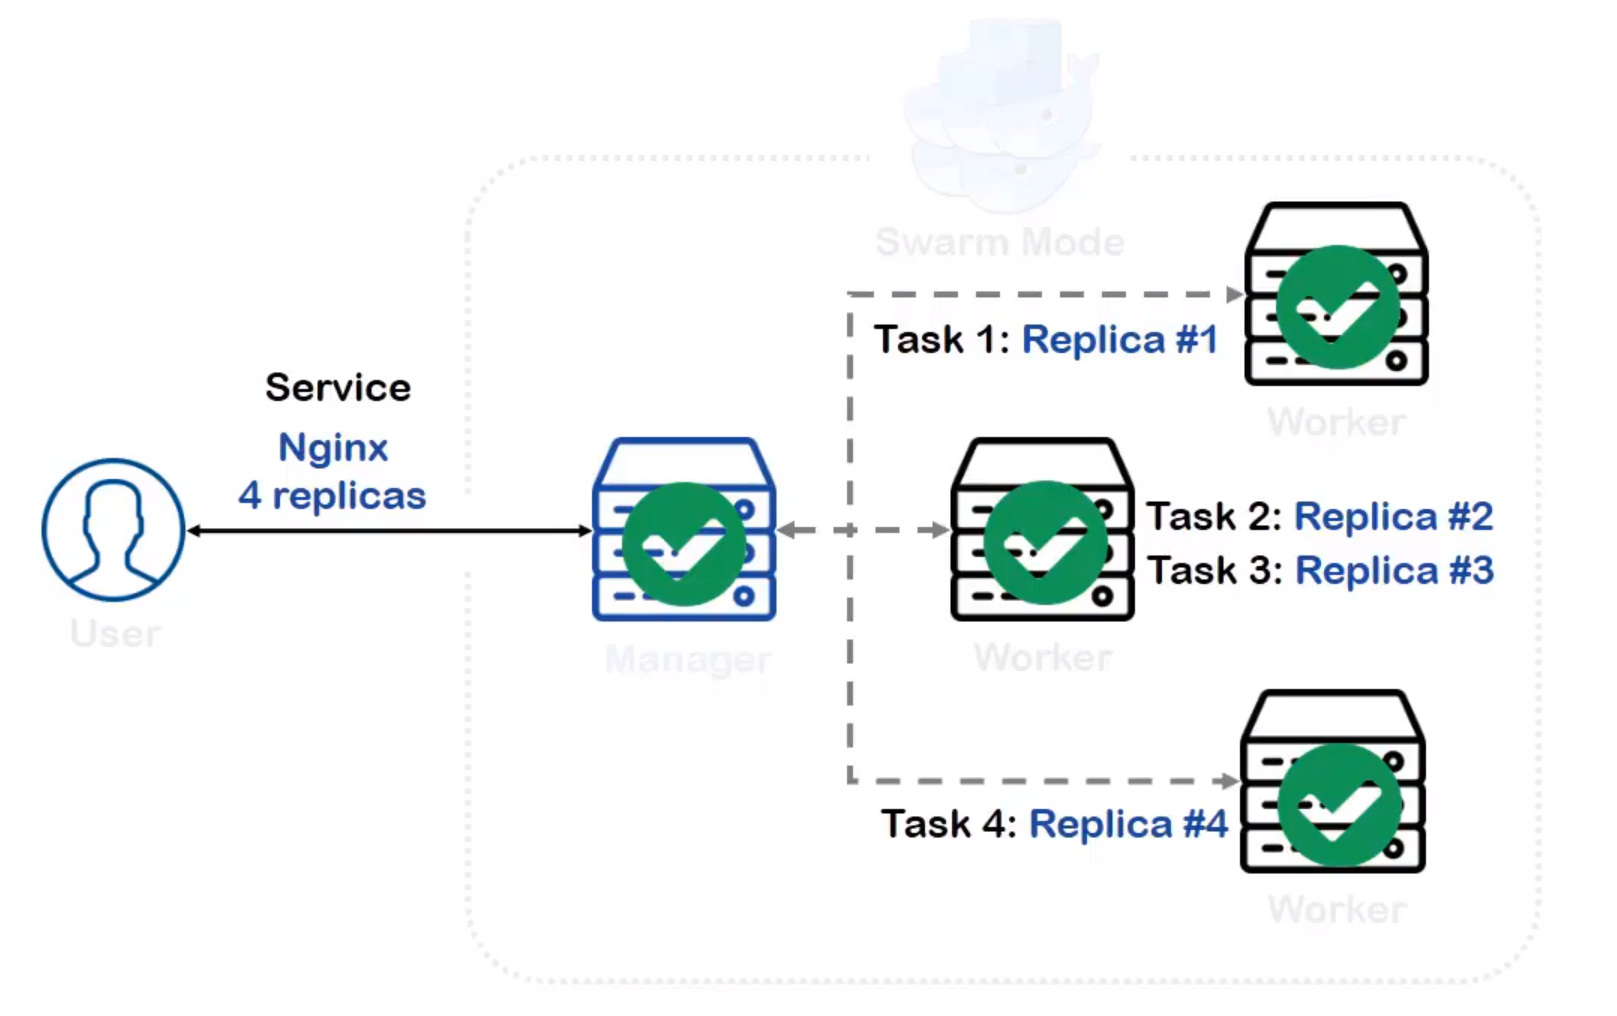 Swarm Mode
Task 1: Replica #1
Worker
Service
Nginx
4 replicas
User
Manager
Worker
Task 2: Replica #2
Task 3: Replica #3
Task 4: Replica #4
Worker